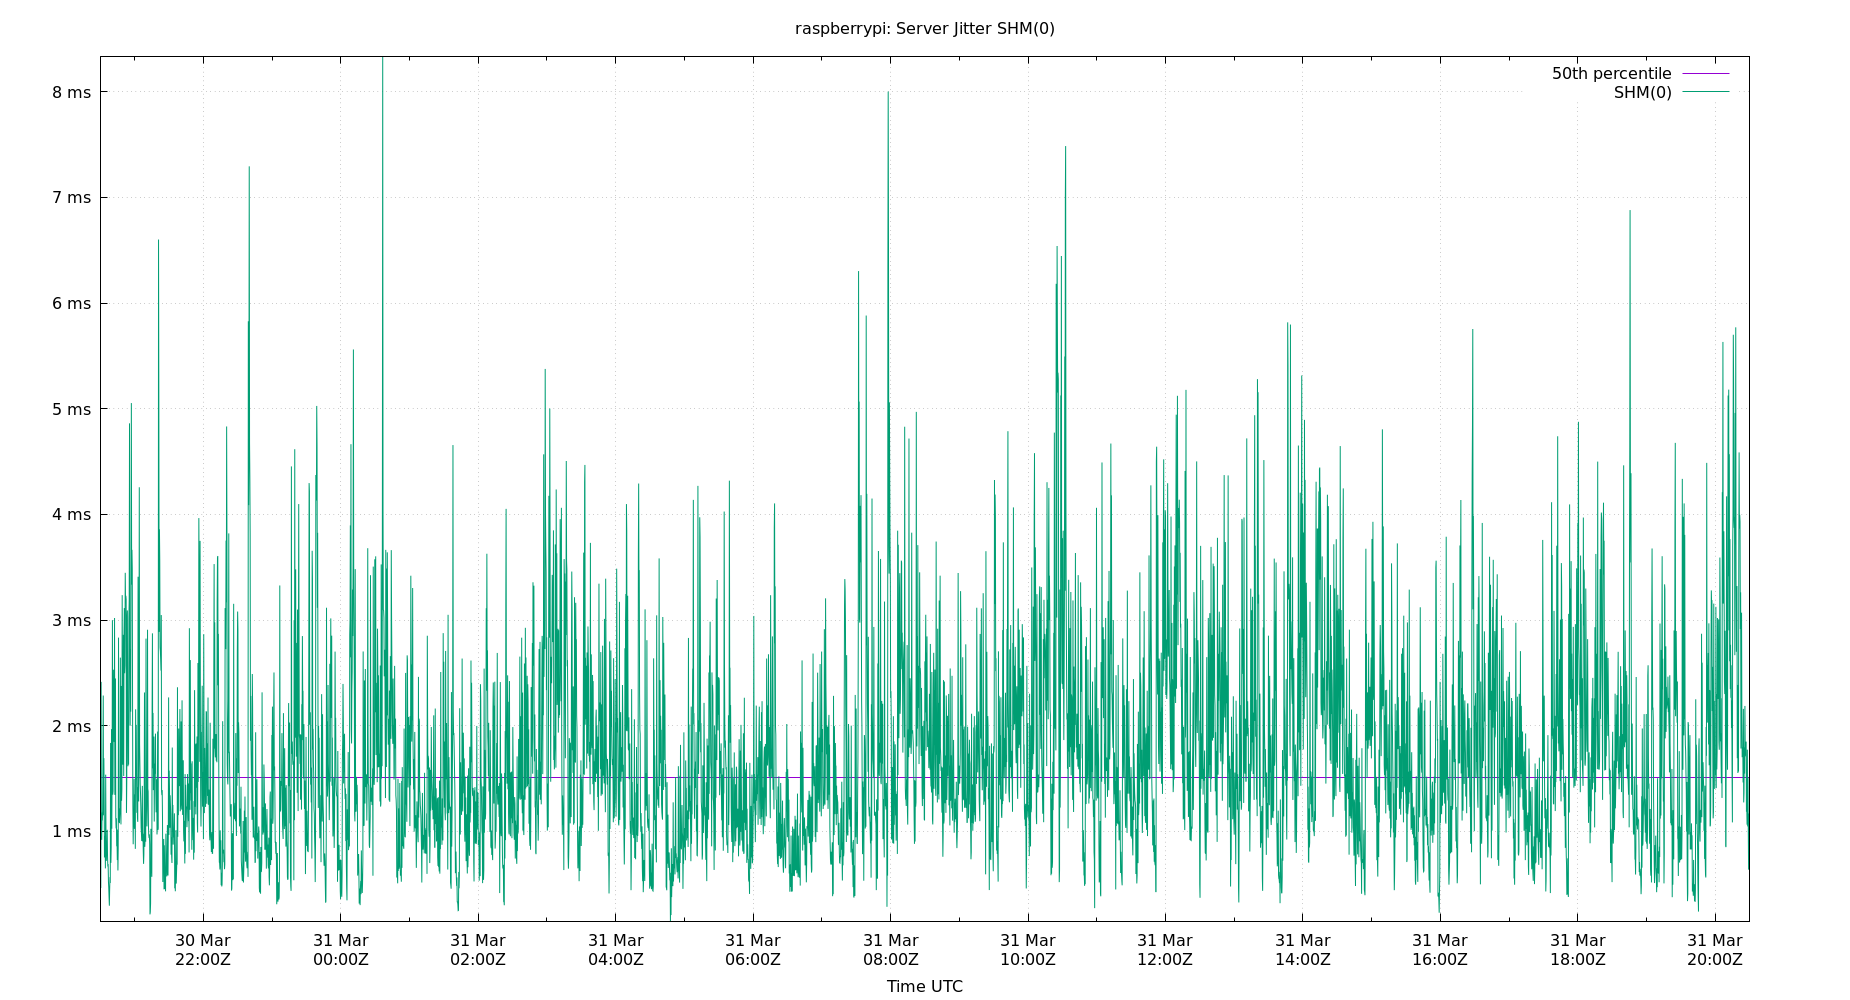 raspberrypi: Server Jitter SHM(0)
50th percentile
SHM(0)
8 ms
7 ms
6 ms
5 ms
4 ms
3 ms
2 ms
1 ms
30 Mar 31 Mar 31 Mar 31 Mar 31 Mar 31 Mar 31 Mar 31 Mar 31 Mar 31 Mar 31 Mar 31 Mar
22:00Z 00:00Z 02:00Z 04:00Z 06:00Z 08:00Z 10:00Z 12:00Z 14:00Z 16:00Z 18:00Z 20:00Z
Time UTC